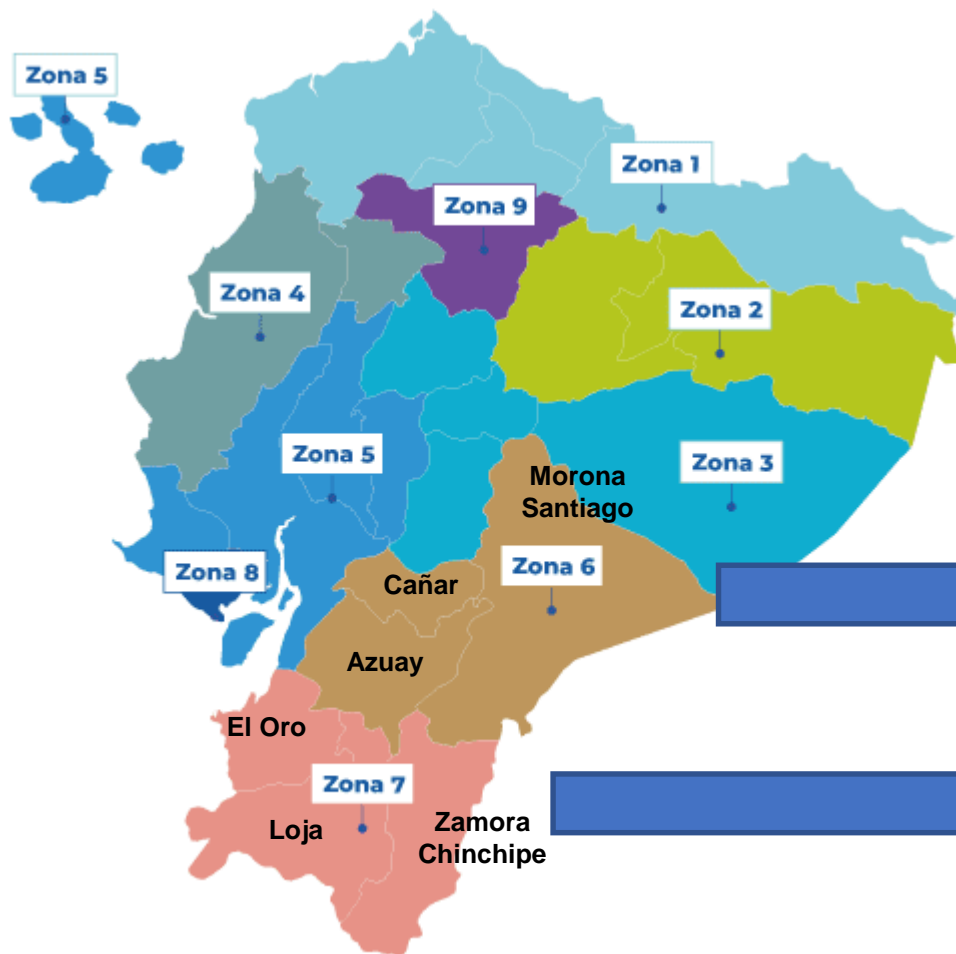 Zona 5
Zona 1
Zona 9
Zona 4
Zona 2
Zona 5
Zona 3
Morona
Santiago
Zona 8
Cañar
Zona 6
Azuay
El Oro
Zona 7
Loja
Zamora
Chinchipe